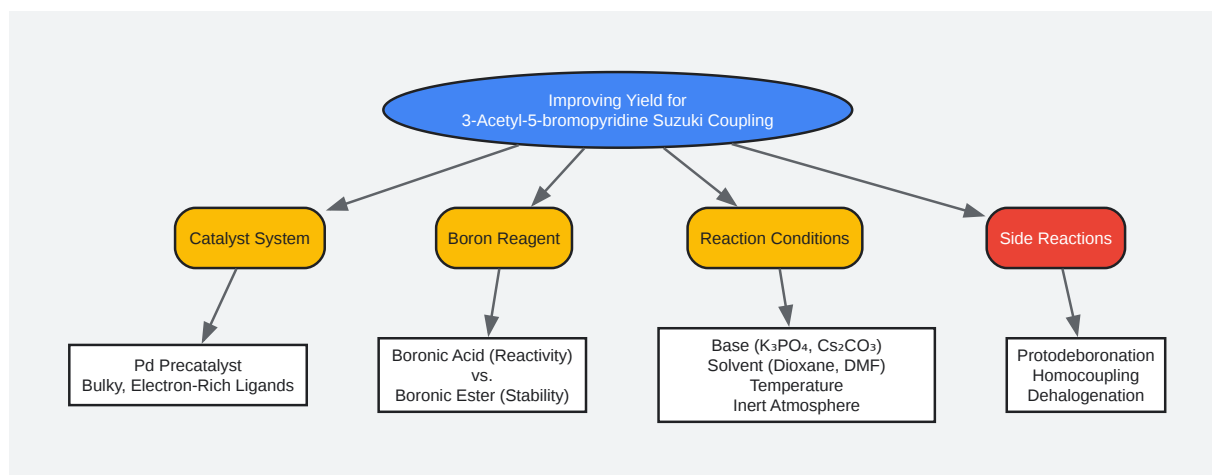 Improving Yield for
3-Acetyl-5-bromopyridine Suzuki Coupling
Catalyst System
Boron Reagent
Reaction Conditions
Side Reactions
Pd Precatalyst
Bulky, Electron-Rich Ligands
Boronic Acid (Reactivity)
vs.
Boronic Ester (Stability)
Base (K₃PO₄, Cs₂CO₃)
Solvent (Dioxane, DMF)
Temperature
Inert Atmosphere
Protodeboronation
Homocoupling
Dehalogenation